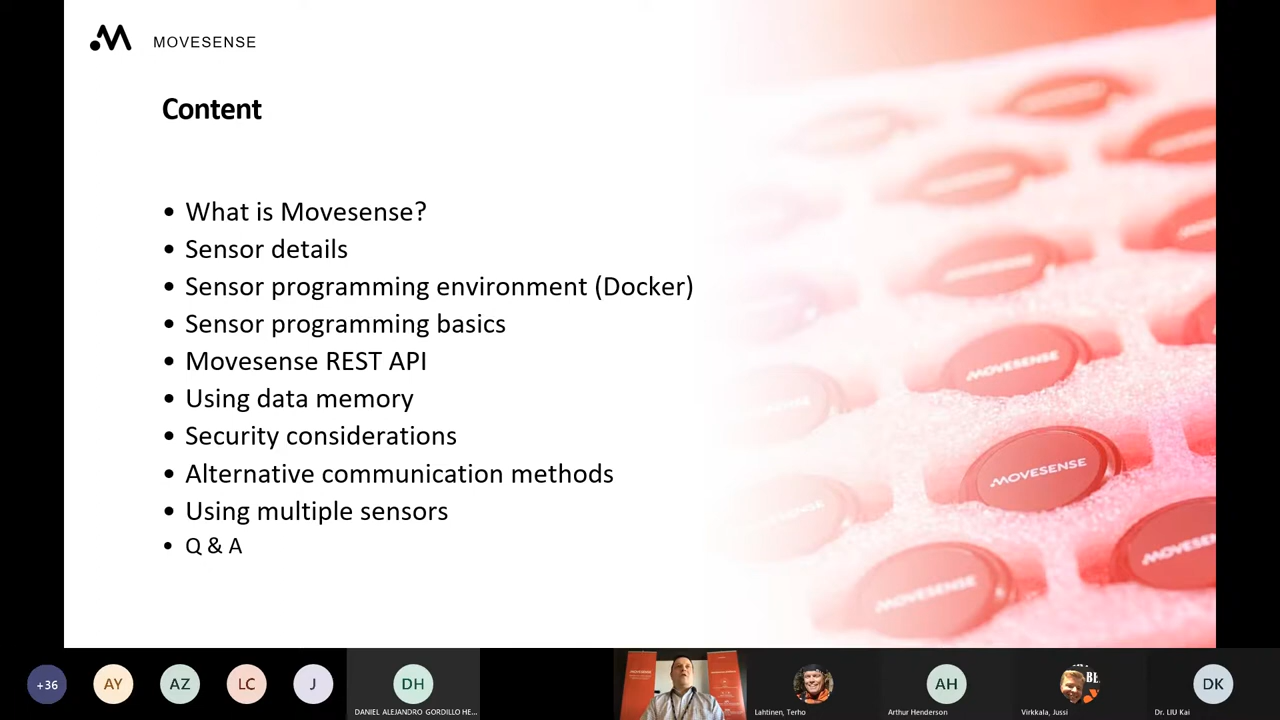 MOVESENSE
Content
• What is Movesense?
• Sensor details
• Sensor programming environment (Docker)
• Sensor programming basics
• Movesense REST API
• Using data memory
• Security considerations
• Alternative communication methods
• Using multiple sensors
• Q & A
MOVESENSE
MOVESENSE
MOVESENSE
MOVESENSE
+36
AY
AZ
LC
J
DH
DANIEL ALEJANDRO GORDILLO HE...
Lahtinen, Terho
AH
Arthur Henderson
Virkkala, Jussi
DK
Dr. LIU Kai